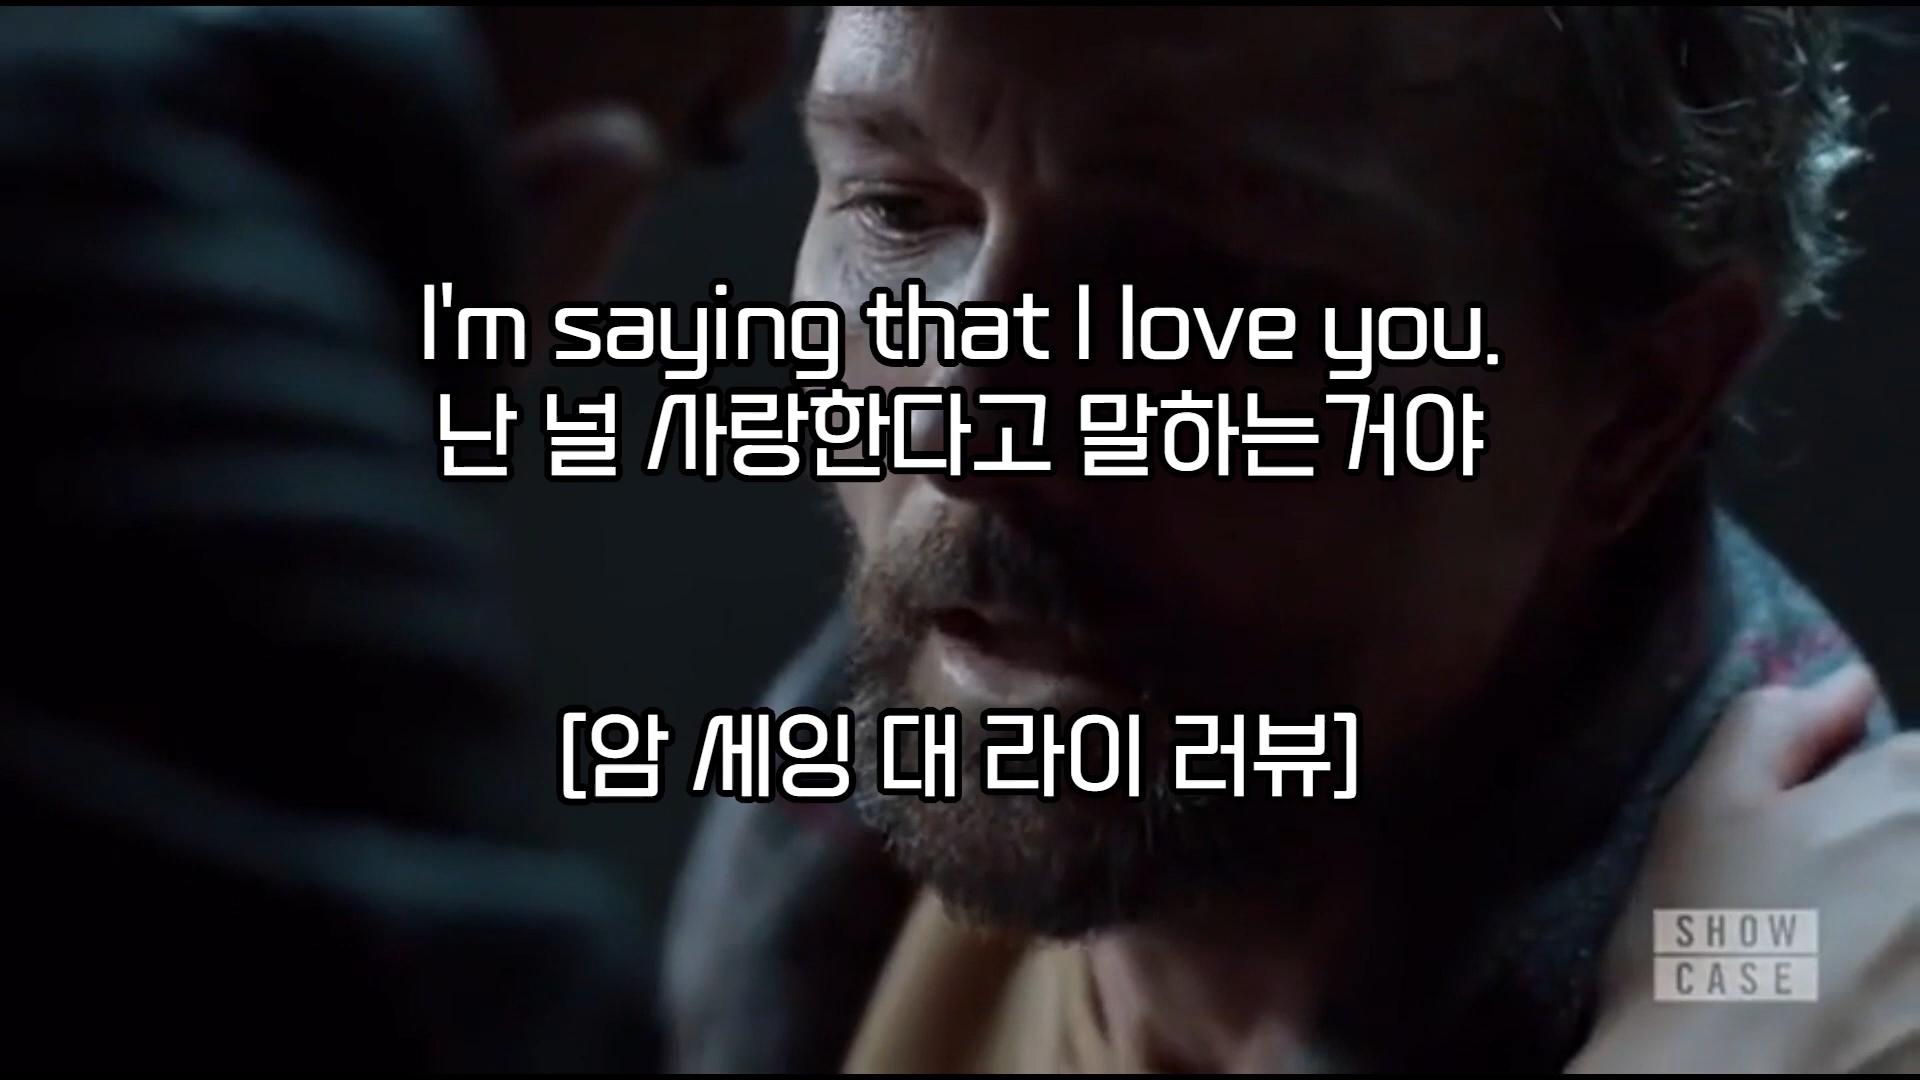 I'm saying that I love you.
난 널 사랑한다고 말하는거야
[암 세잉 대 라이 러뷰]
SHOW
CASE